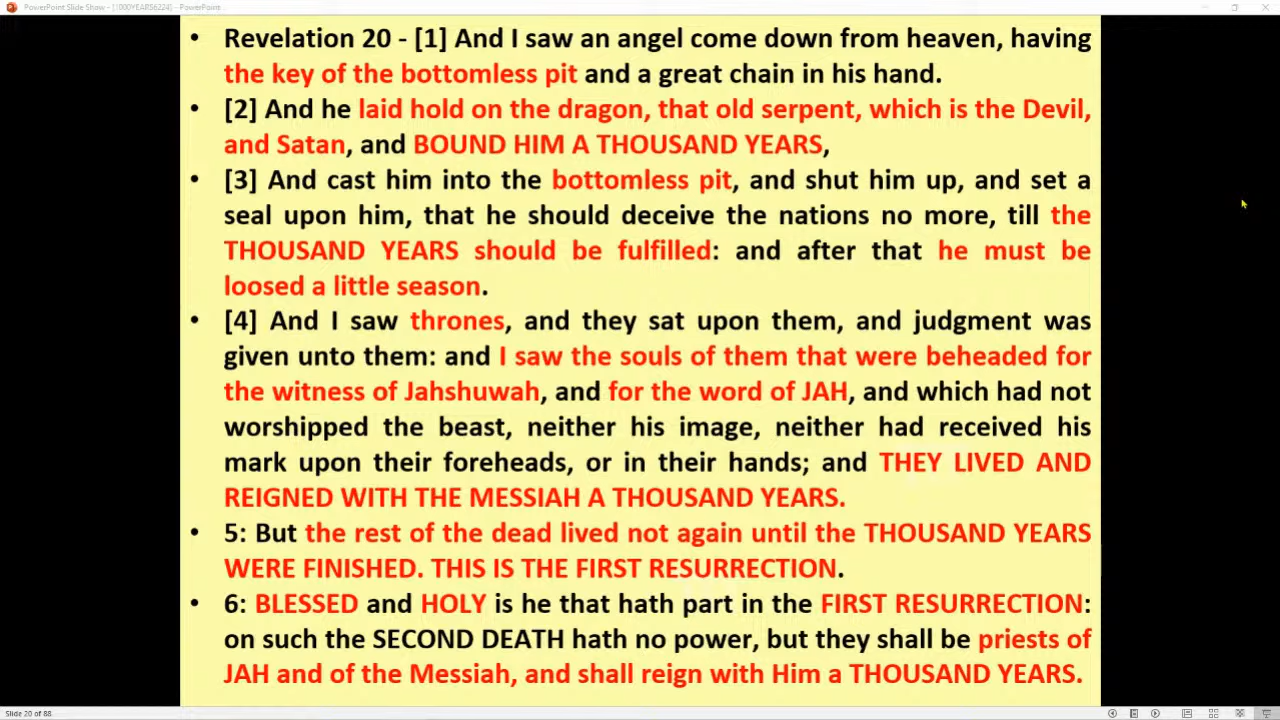 PowerPoint Slide Show - [1000YEARS6224] - PowerPoint...
• Revelation 20 - [1] And I saw an angel come down from heaven, having
the key of the bottomless pit and a great chain in his hand.
• [2] And he laid hold on the dragon, that old serpent, which is the Devil,
and Satan, and BOUND HIM A THOUSAND YEARS,
• [3] And cast him into the bottomless pit, and shut him up, and set a
seal upon him, that he should deceive the nations no more, till the
THOUSAND YEARS should be fulfilled: and after that he must be
loosed a little season.
• [4] And I saw thrones, and they sat upon them, and judgment was
given unto them: and I saw the souls of them that were beheaded for
the witness of Jahshuwah, and for the word of JAH, and which had not
worshipped the beast, neither his image, neither had received his
mark upon their foreheads, or in their hands; and THEY LIVED AND
REIGNED WITH THE MESSIAH A THOUSAND YEARS.
• 5: But the rest of the dead lived not again until the THOUSAND YEARS
WERE FINISHED. THIS IS THE FIRST RESURRECTION.
• 6: BLESSED and HOLY is he that hath part in the FIRST RESURRECTION:
on such the SECOND DEATH hath no power, but they shall be priests of
JAH and of the Messiah, and shall reign with Him a THOUSAND YEARS.
Slide 20 of 88